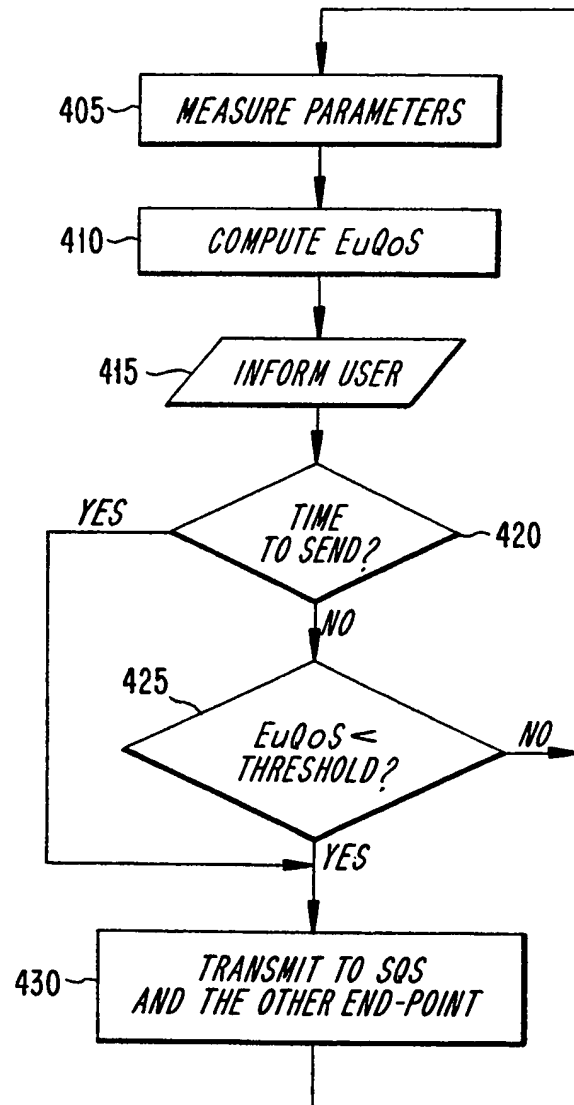 405
MEASURE PARAMETERS
410
COMPUTE EuQoS
415
INFORM USER
YES
TIME
TO SEND?
420
NO
425
EuQoS <
THRESHOLD?
NO
YES
430
TRANSMIT TO SQS
AND THE OTHER END-POINT